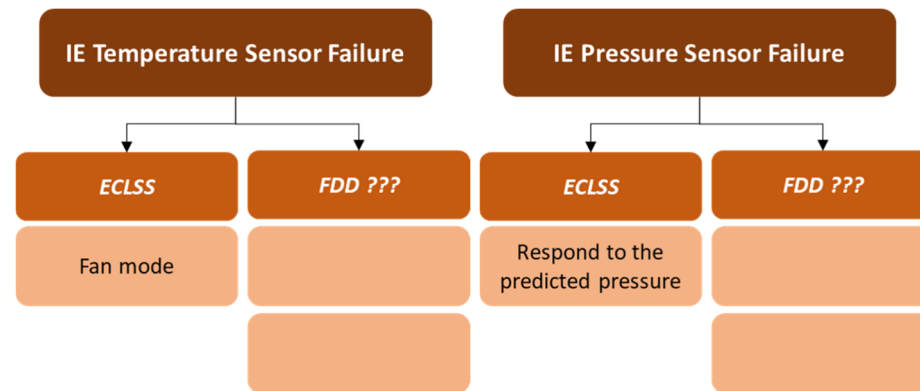 IE Temperature Sensor Failure
IE Pressure Sensor Failure
ECLSS
FDD ???
ECLSS
FDD ???
Fan mode
Respond to the
predicted pressure